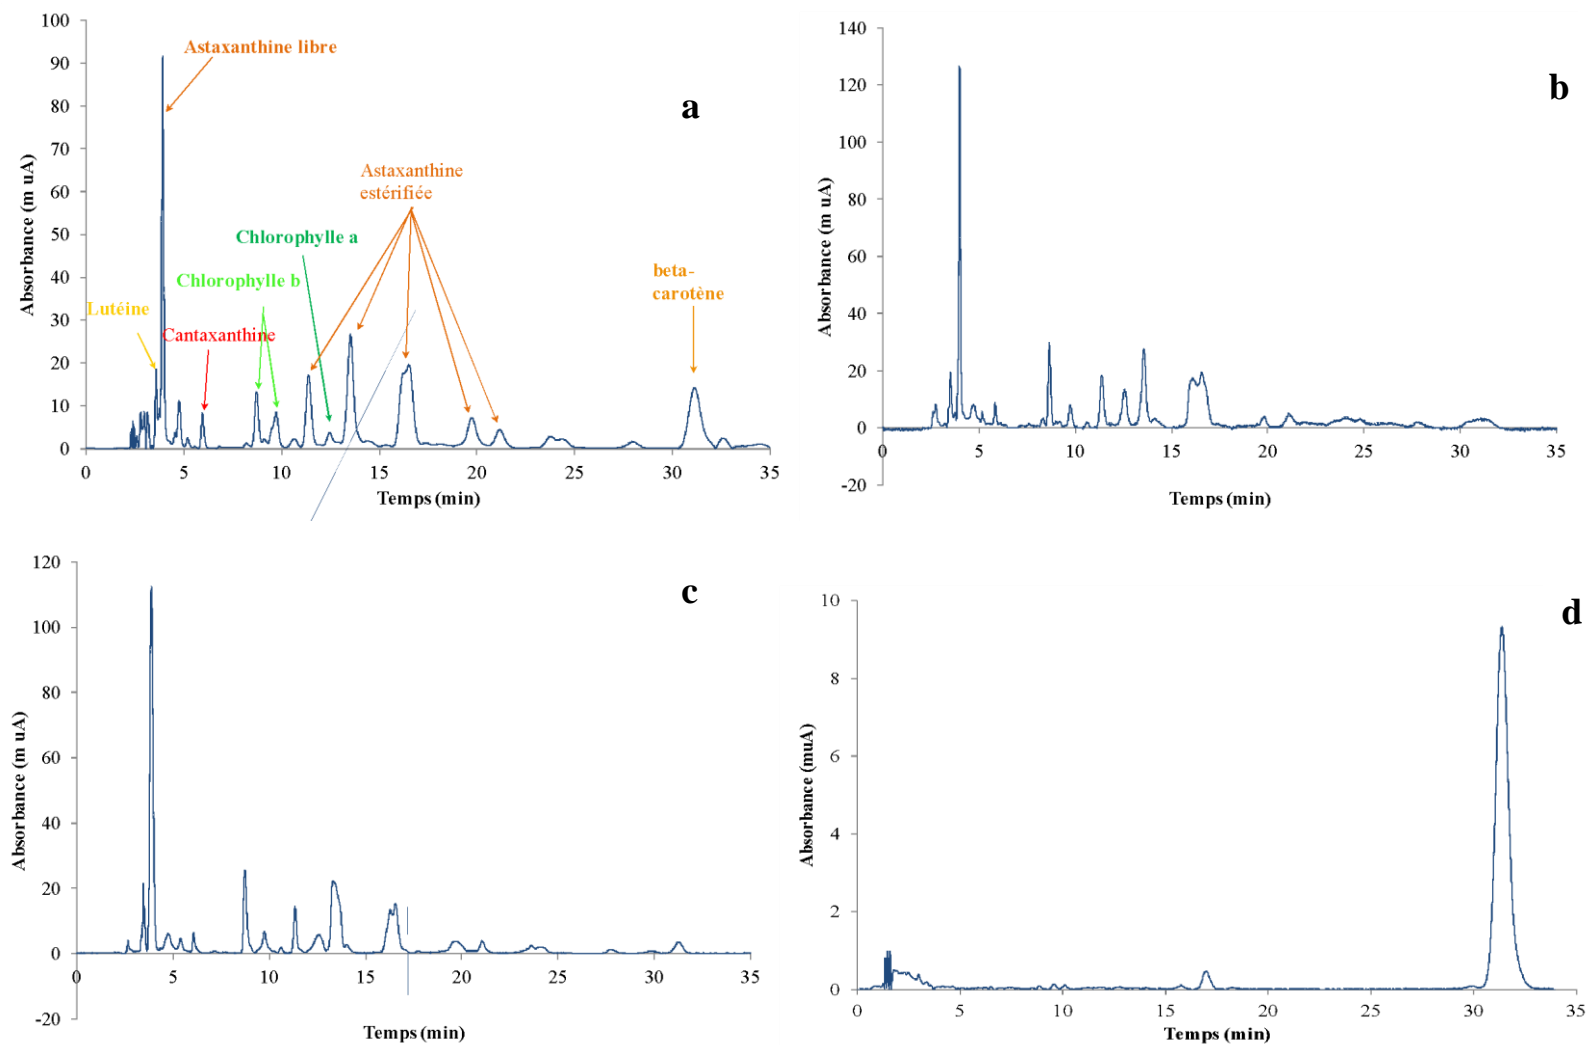 a
Absorbance (m uA)
100
90
80
70
60
50
40
30
20
10
0
Astaxanthine libre
Astaxanthine
estérifiée
Chlorophylle a
Chlorophylle b
beta-
carotène
Lutéine
Cantaxanthine
0 5 10 15 20 25 30 35
Temps (min)
b
Absorbance (m uA)
140
120
100
80
60
40
20
0
-20
0 5 10 15 20 25 30 35
Temps (min)
c
Absorbance (m uA)
120
100
80
60
40
20
0
-20
0 5 10 15 20 25 30 35
Temps (min)
d
Absorbance (muA)
10
8
6
4
2
0
0 5 10 15 20 25 30 35
Temps (min)